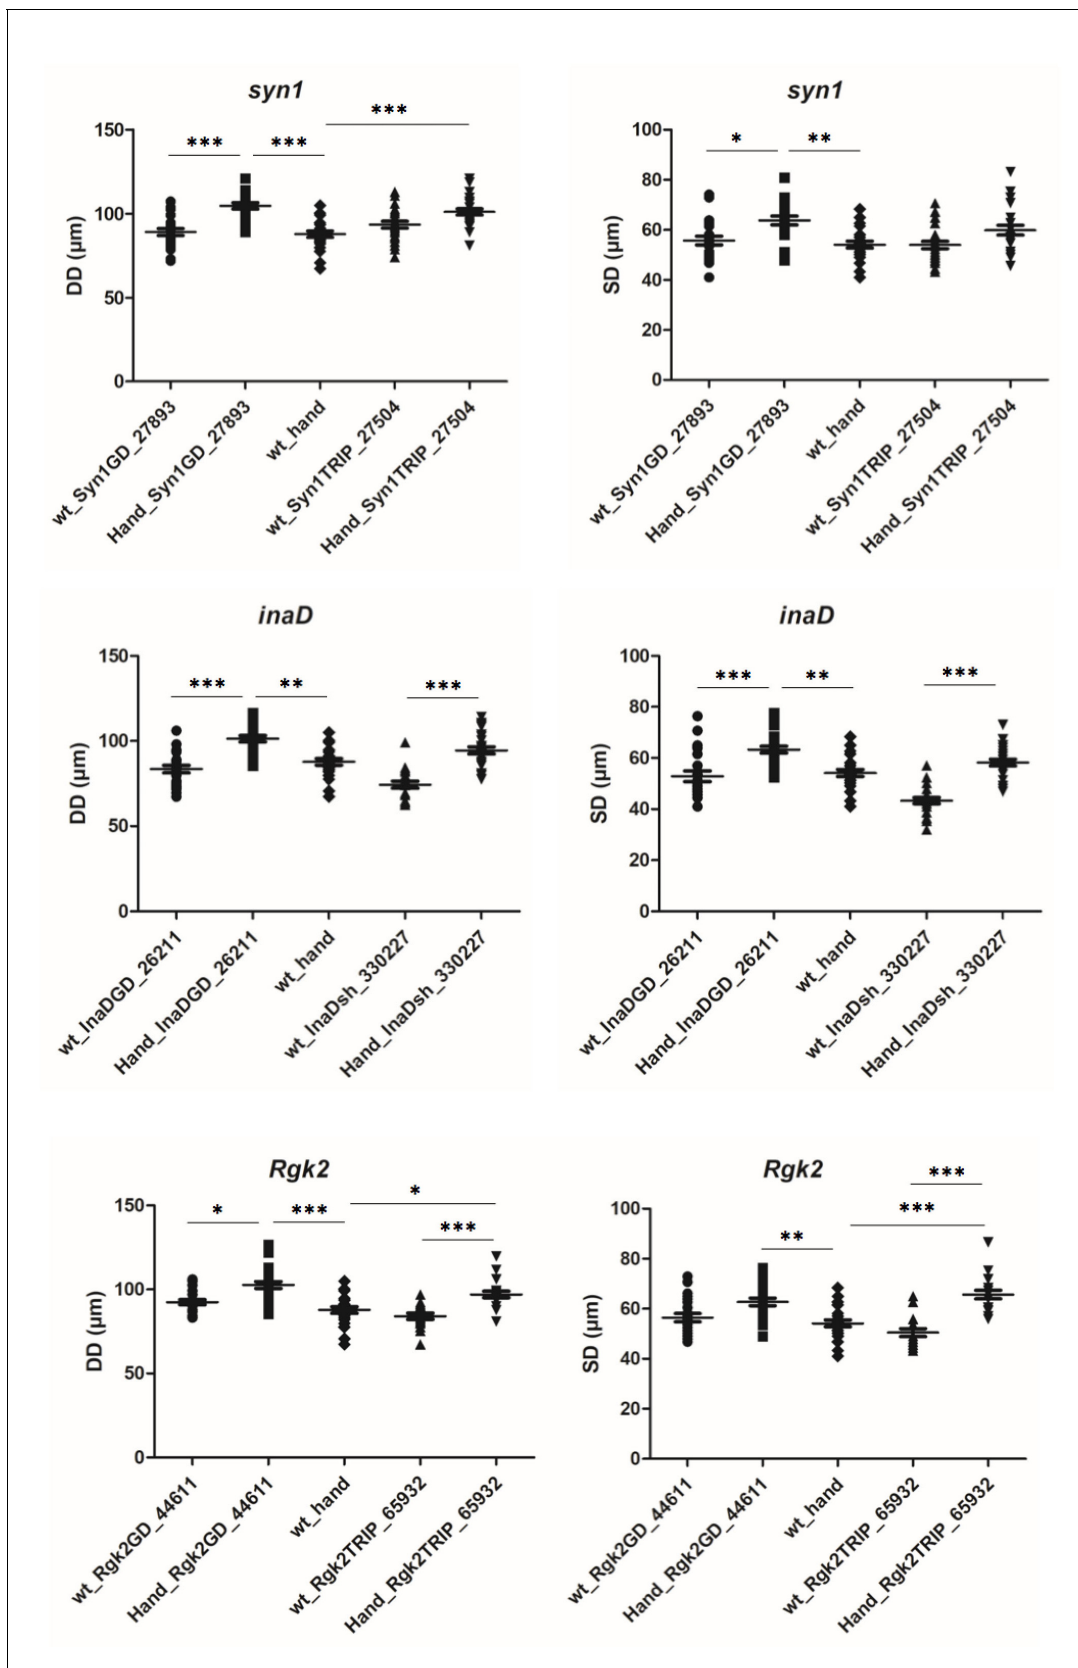 syn1
***
***
***
150
100
50
0
DD (µm)
wt_Syn1GD_27893
Hand_Syn1GD_27893
wt_hand
wt_Syn1TRIP_27504
Hand_Syn1TRIP_27504
syn1
*
**
100
80
60
40
20
0
SD (µm)
wt_Syn1GD_27893
Hand_Syn1GD_27893
wt_hand
wt_Syn1TRIP_27504
Hand_Syn1TRIP_27504
inaD
***
**
***
150
100
50
0
DD (µm)
wt_InaDGD_26211
Hand_InaDGD_26211
wt_hand
wt_InaDsh_330227
Hand_InaDsh_330227
inaD
***
**
***
100
80
60
40
20
0
SD (µm)
wt_InaDGD_26211
Hand_InaDGD_26211
wt_hand
wt_InaDsh_330227
Hand_InaDsh_330227
Rgk2
*
***
*
***
150
100
50
0
DD (µm)
wt_Rgk2GD_44611
Hand_Rgk2GD_44611
wt_hand
wt_Rgk2TRIP_65932
Hand_Rgk2TRIP_65932
Rgk2
***
***
**
100
80
60
40
20
0
SD (µm)
wt_Rgk2GD_44611
Hand_Rgk2GD_44611
wt_hand
wt_Rgk2TRIP_65932
Hand_Rgk2TRIP_65932